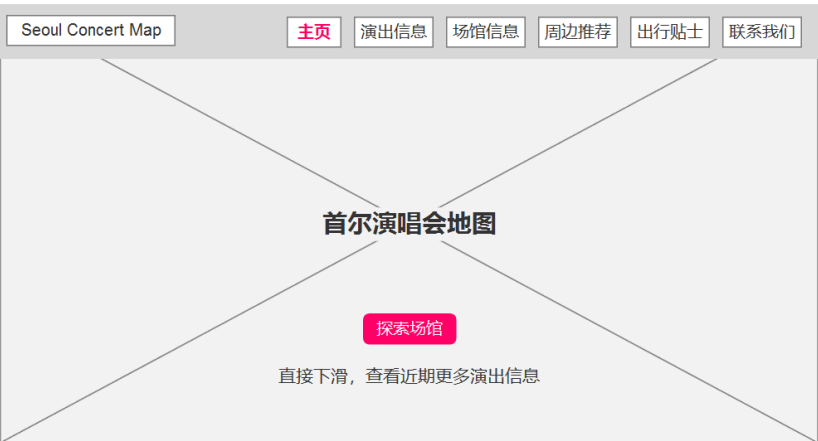 Seoul Concert Map
主页 演出信息 场馆信息 周边推荐 出行贴士 联系我们
首尔演唱会地图
探索场馆
直接下滑，查看近期更多演出信息